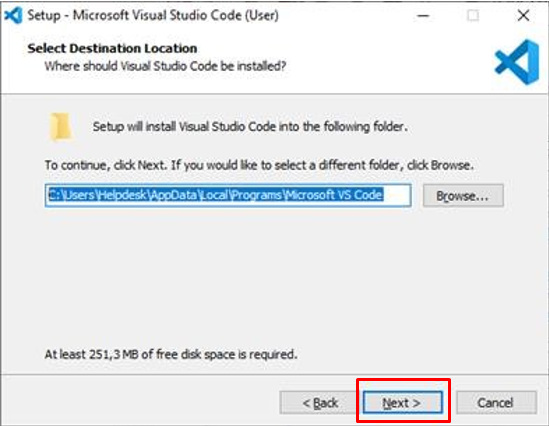 Setup - Microsoft Visual Studio Code (User)
Select Destination Location
Where should Visual Studio Code be installed?
Setup will install Visual Studio Code into the following folder.
To continue, click Next. If you would like to select a different folder, click Browse.
C:\Users\Helpdesk\AppData\Local\Programs\Microsoft VS Code
Browse...
At least 251,3 MB of free disk space is required.
< Back
Next >
Cancel